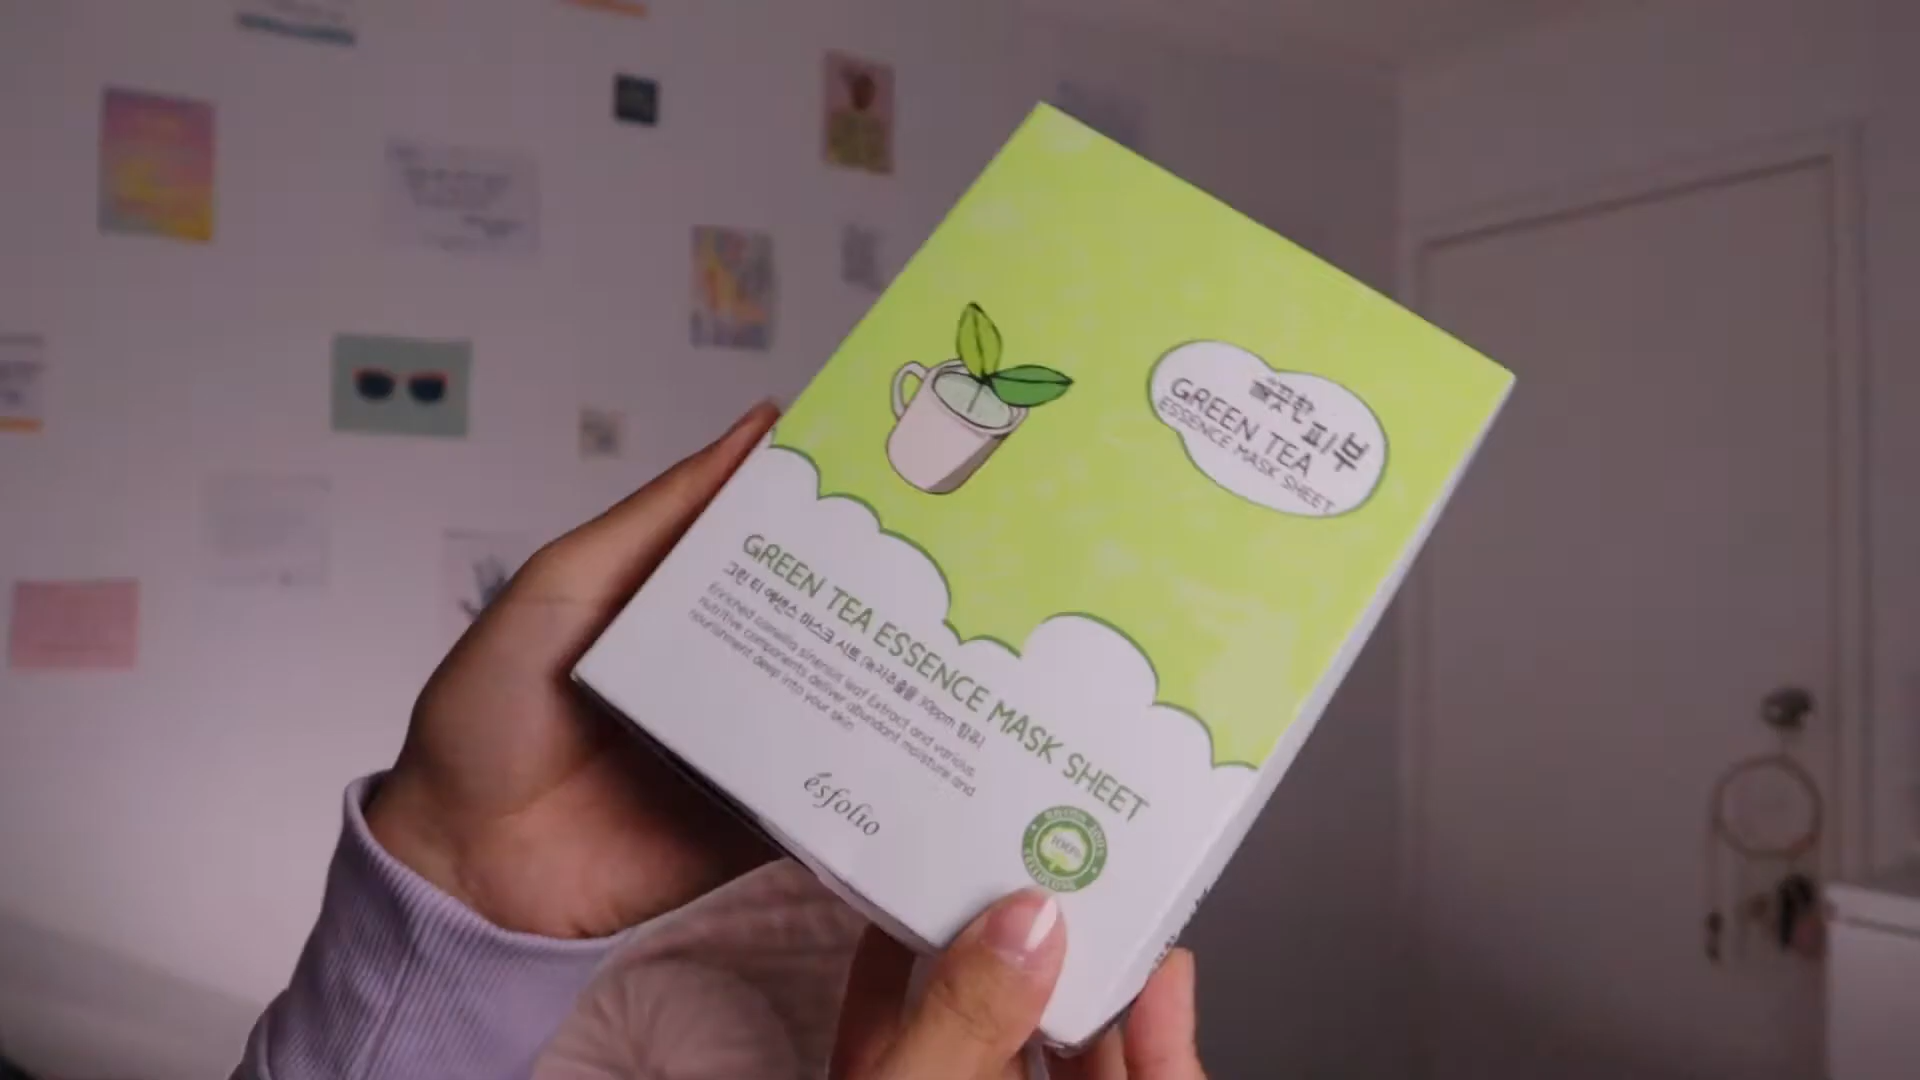 깨끗한 피부
GREEN TEA
ESSENCE MASK SHEET
GREEN TEA ESSENCE MASK SHEET
그린 티 에센스 마스크 시트 (녹차추출물 30ppm 함유)
Enriched camellia sinensis leaf Extract and various
nutritive components deliver abundant moisture and
nourishment deep into your skin
ésfolio
100%
CELLULOSE